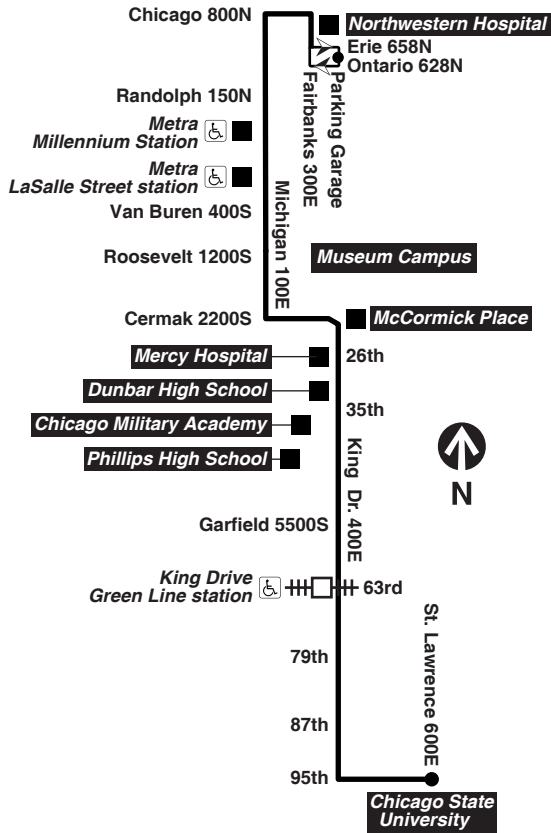 Chicago 800N
Northwestern Hospital
Erie 658N
Ontario 628N
Parking Garage
Fairbanks 300E
Randolph 150N
Metra
Millennium Station
Metra
LaSalle Street station
Van Buren 400S
Michigan 100E
Roosevelt 1200S
Museum Campus
Cermak 2200S
McCormick Place
Mercy Hospital
26th
Dunbar High School
35th
Chicago Military Academy
Phillips High School
King Dr. 400E
N
Garfield 5500S
King Drive
Green Line station
63rd
St. Lawrence 600E
79th
87th
95th
Chicago State
University